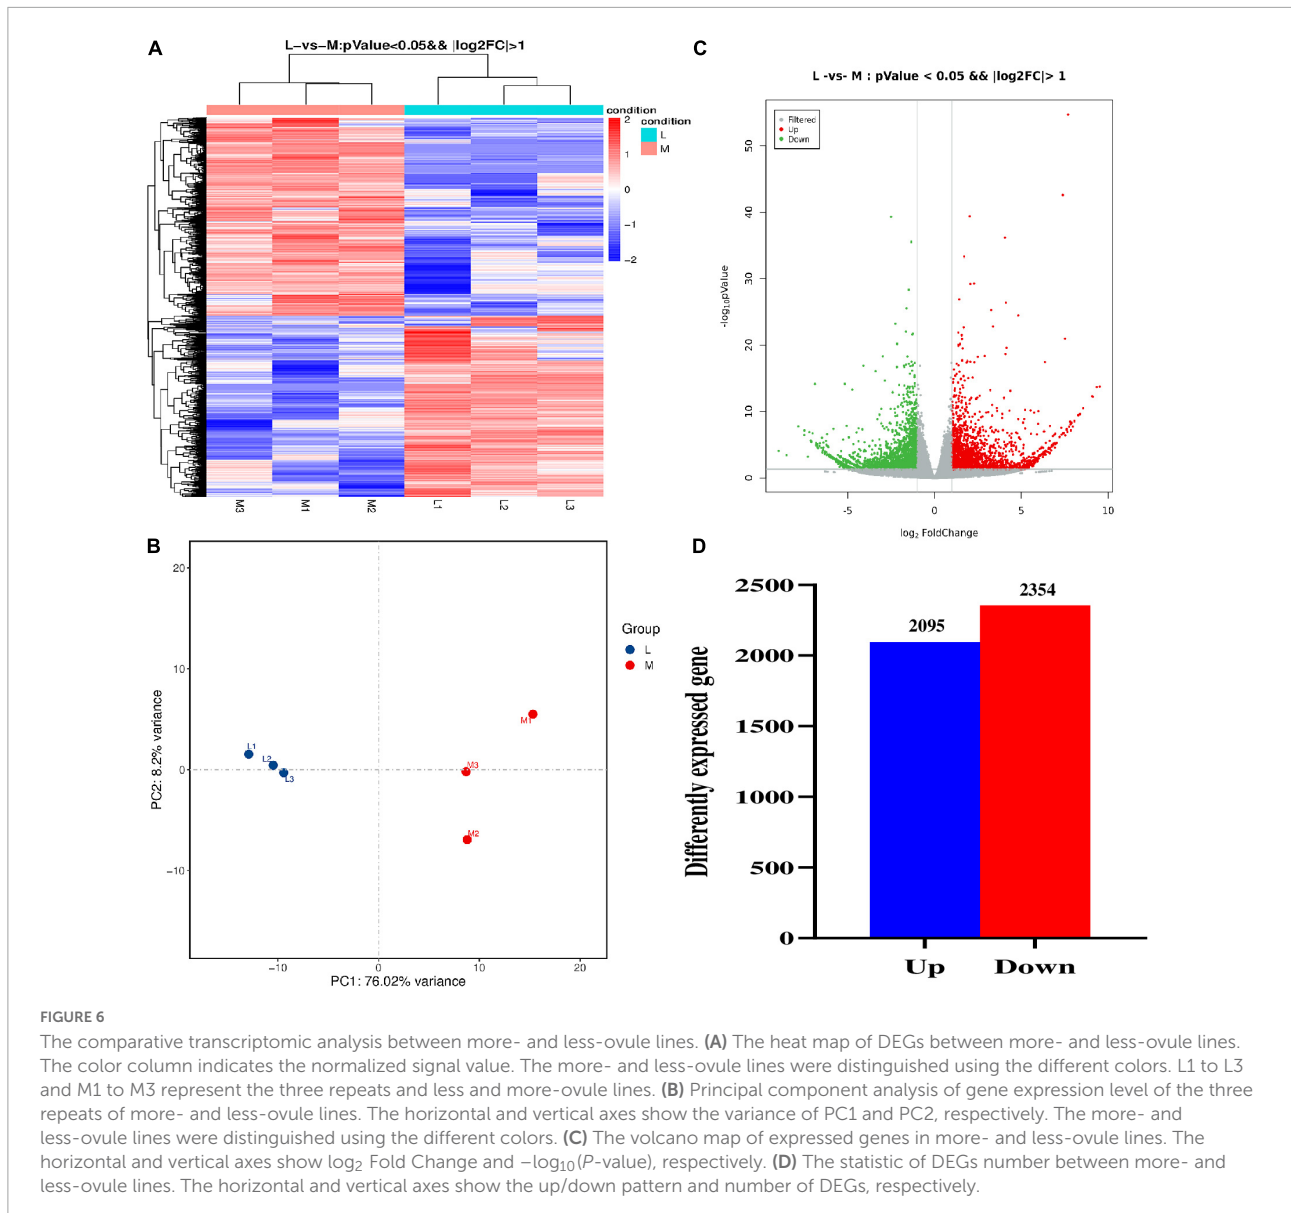 A
L-vs-M:pValue<0.05&& |log2FC|>1
condition
2
1
0
-1
-2
condition
L
M
M3
M1
M2
L1
L2
L3
C
L -vs- M : pValue < 0.05 && |log2FC|> 1
Filtered
Up
Down
50
40
30
20
10
0
-log10pValue
-5
0
5
10
log2 FoldChange
B
20
10
0
-10
PC2: 8.2% variance
L1
L2
L3
M1
M3
M2
-10
0
10
20
PC1: 76.02% variance
Group
L
M
D
2500
2000
1500
1000
500
0
Differently expressed gene
2095
2354
Up
Down
FIGURE 6
The comparative transcriptomic analysis between more- and less-ovule lines. (A) The heat map of DEGs between more- and less-ovule lines.
The color column indicates the normalized signal value. The more- and less-ovule lines were distinguished using the different colors. L1 to L3
and M1 to M3 represent the three repeats and less and more-ovule lines. (B) Principal component analysis of gene expression level of the three
repeats of more- and less-ovule lines. The horizontal and vertical axes show the variance of PC1 and PC2, respectively. The more- and
less-ovule lines were distinguished using the different colors. (C) The volcano map of expressed genes in more- and less-ovule lines. The
horizontal and vertical axes show log2 Fold Change and –log10(P-value), respectively. (D) The statistic of DEGs number between more- and
less-ovule lines. The horizontal and vertical axes show the up/down pattern and number of DEGs, respectively.